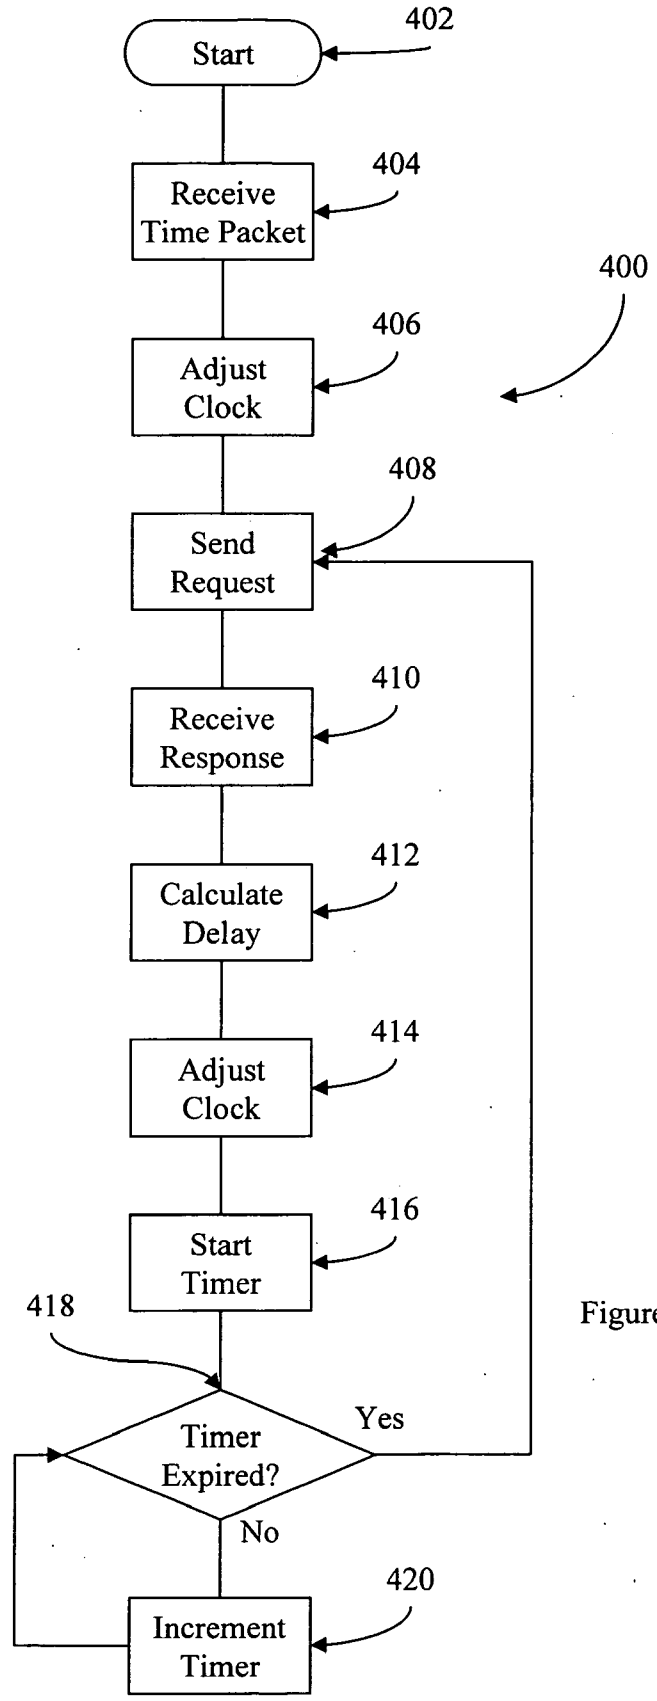 402
Start
404
Receive
Time Packet
400
406
Adjust
Clock
408
Send
Request
410
Receive
Response
412
Calculate
Delay
414
Adjust
Clock
416
Start
Timer
418
Figure
Yes
Timer
Expired?
No
420
Increment
Timer